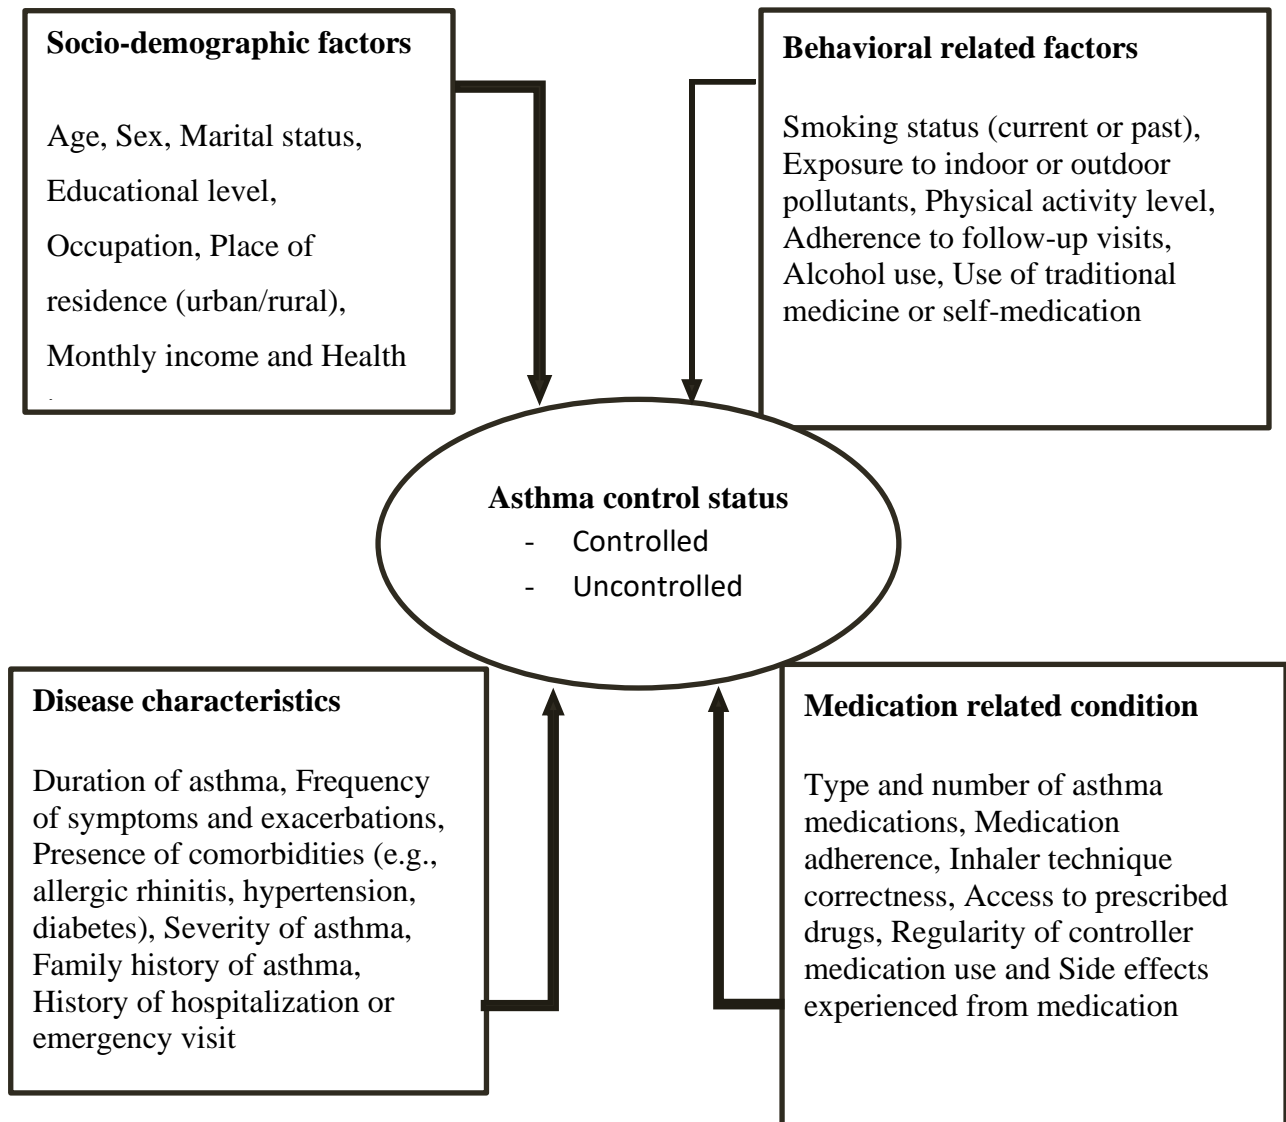 Socio-demographic factors
Age, Sex, Marital status,
Educational level,
Occupation, Place of
residence (urban/rural),
Monthly income and Health
Behavioral related factors
Smoking status (current or past),
Exposure to indoor or outdoor
pollutants, Physical activity level,
Adherence to follow-up visits,
Alcohol use, Use of traditional
medicine or self-medication
Asthma control status
- Controlled
- Uncontrolled
Disease characteristics
Duration of asthma, Frequency
of symptoms and exacerbations,
Presence of comorbidities (e.g.,
allergic rhinitis, hypertension,
diabetes), Severity of asthma,
Family history of asthma,
History of hospitalization or
emergency visit
Medication related condition
Type and number of asthma
medications, Medication
adherence, Inhaler technique
correctness, Access to prescribed
drugs, Regularity of controller
medication use and Side effects
experienced from medication